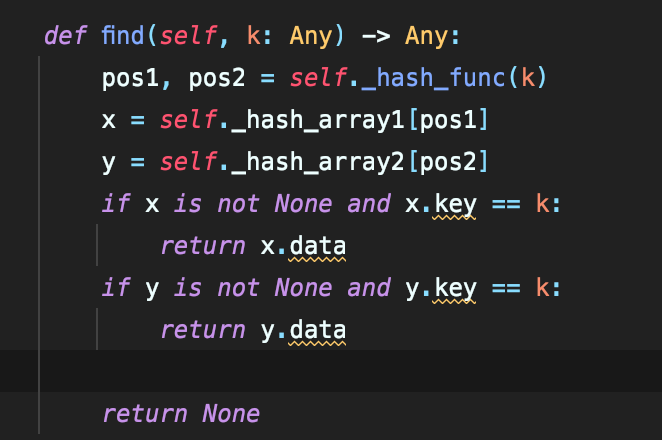 def find(self, k: Any) -> Any:
    pos1, pos2 = self._hash_func(k)
    x = self._hash_array1[pos1]
    y = self._hash_array2[pos2]
    if x is not None and x.key == k:
        return x.data
    if y is not None and y.key == k:
        return y.data

    return None